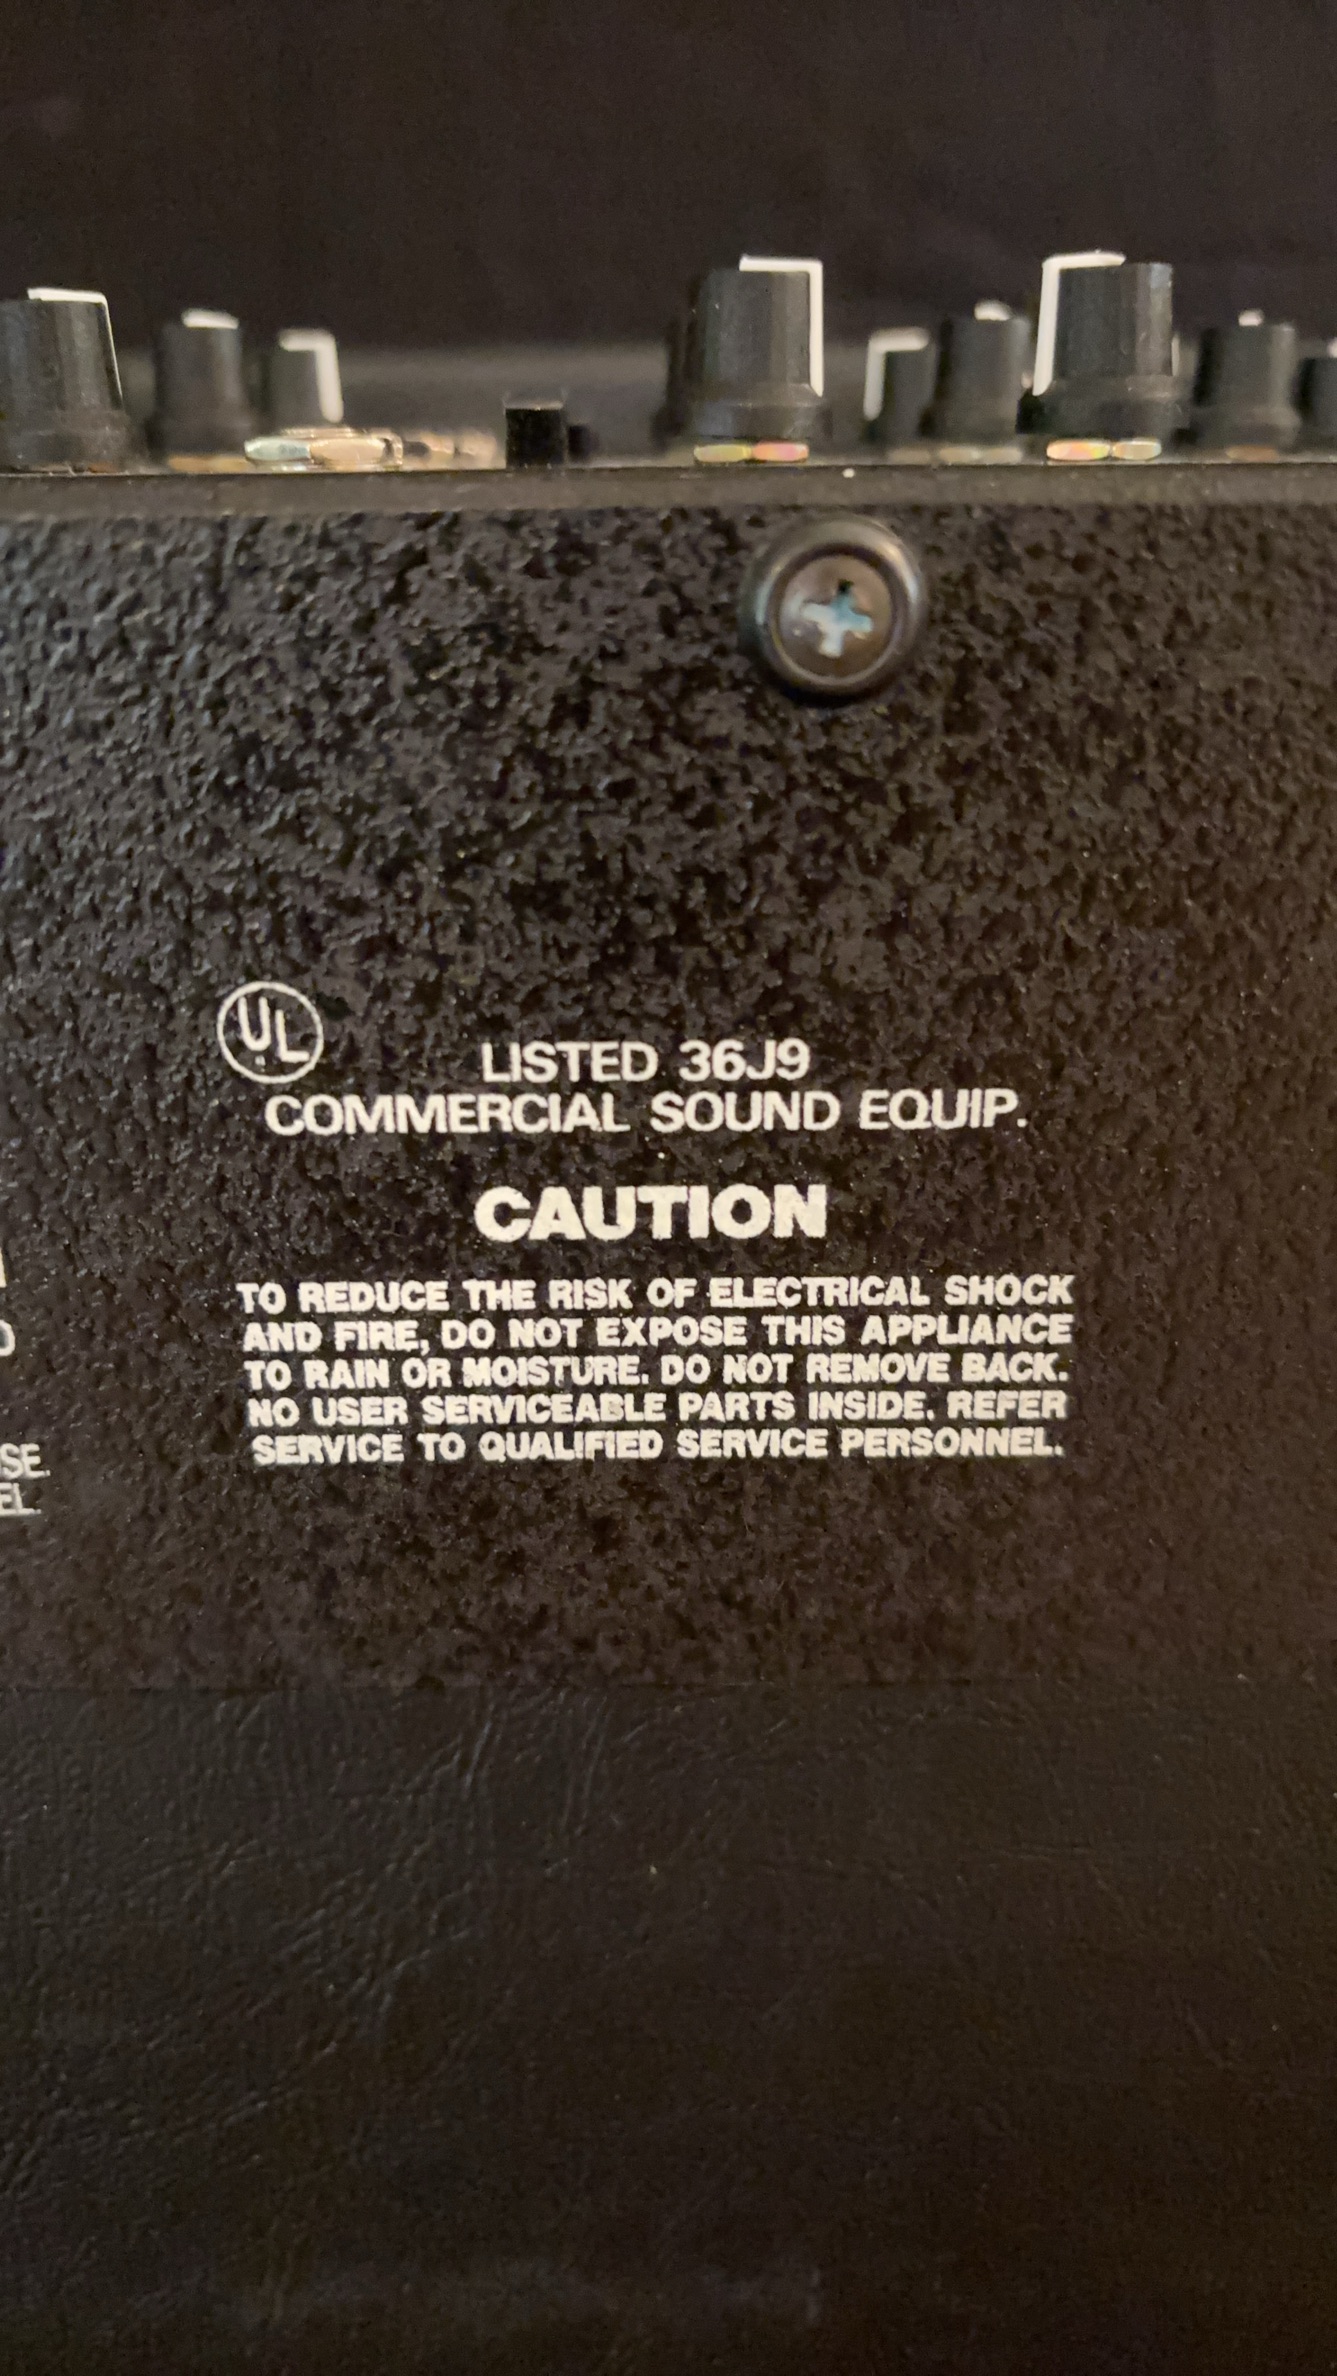 UL
LISTED 36J9
COMMERCIAL SOUND EQUIP.
CAUTION
TO REDUCE THE RISK OF ELECTRICAL SHOCK
AND FIRE, DO NOT EXPOSE THIS APPLIANCE
TO RAIN OR MOISTURE. DO NOT REMOVE BACK.
NO USER SERVICEABLE PARTS INSIDE. REFER
SERVICE TO QUALIFIED SERVICE PERSONNEL.